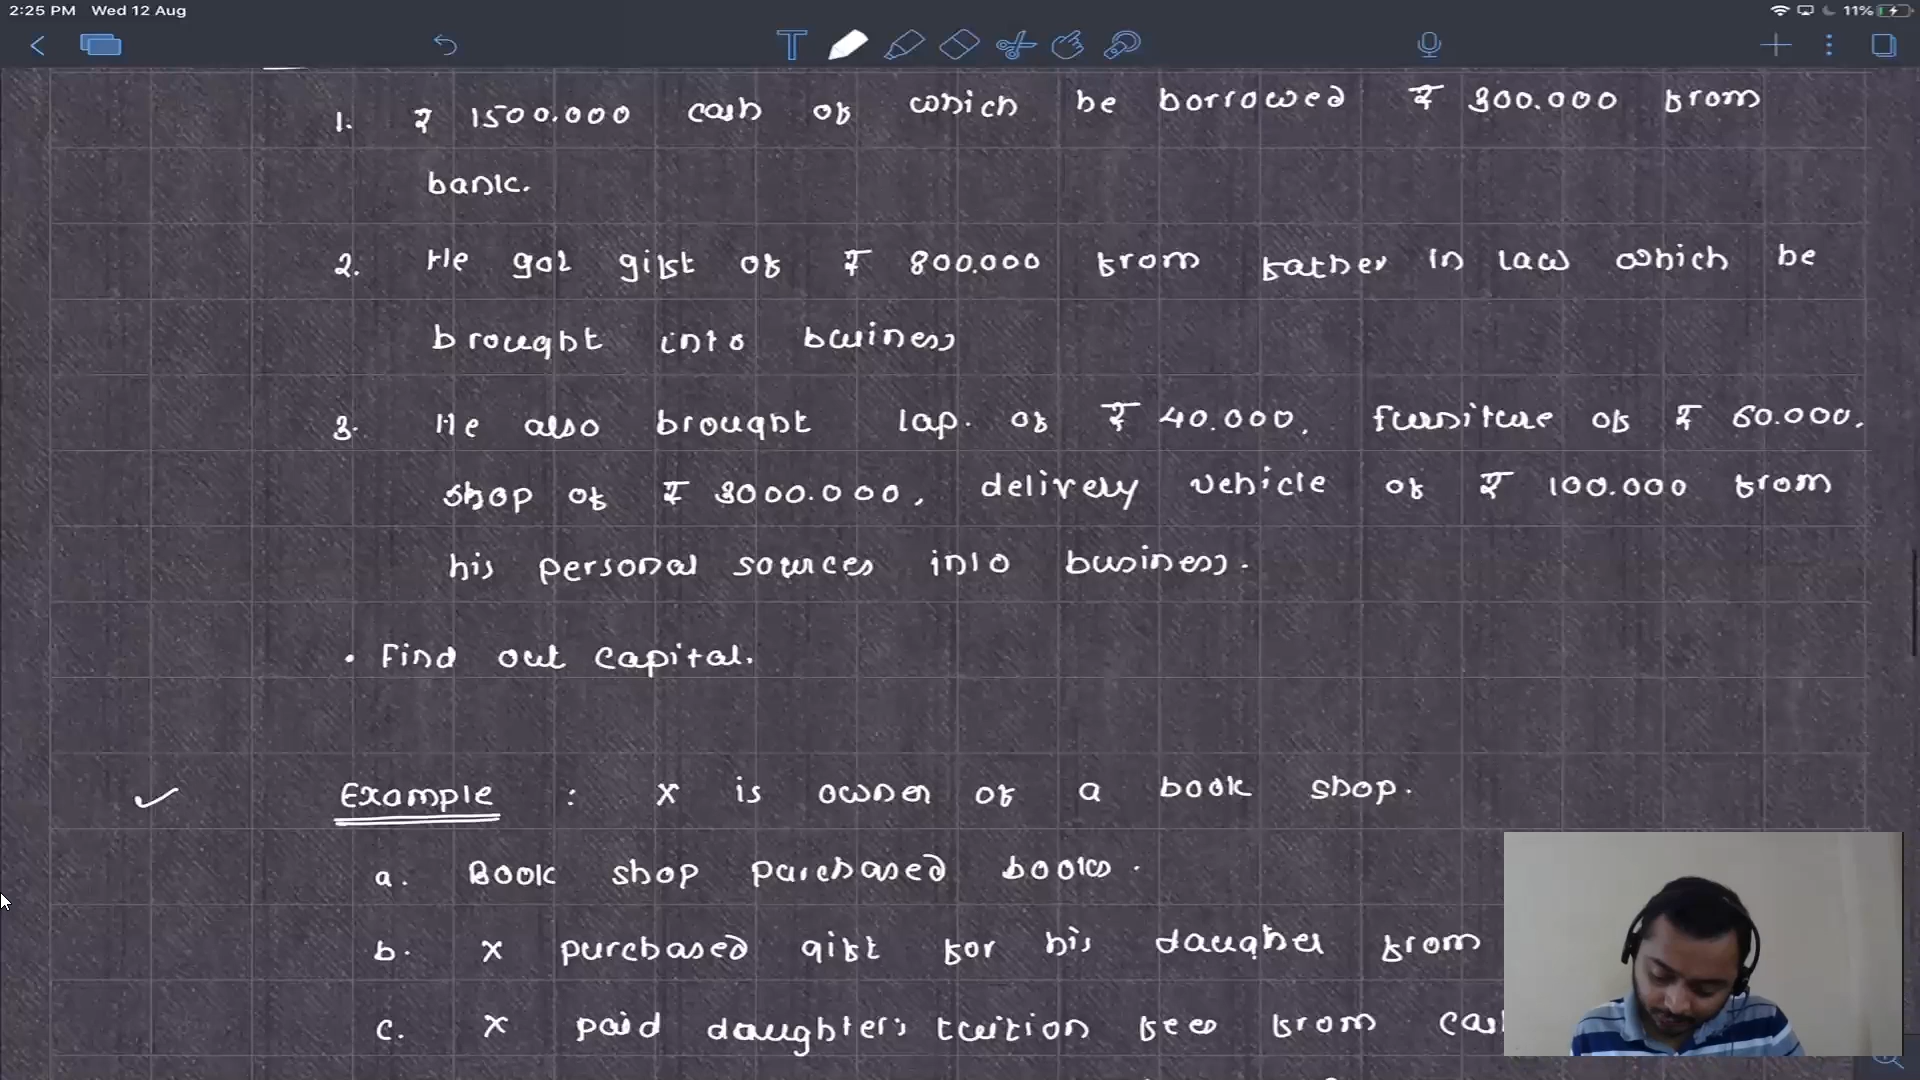 2:25 PM Wed 12 Aug 11%
1. ₹ 1500.000 cash of which he borrowed ₹ 300.000 from
bank.
2. He got gift of ₹ 800.000 from father in law which he
brought into business
3. He also brought lap. of ₹ 40.000, furniture of ₹ 60.000,
shop of ₹ 3000.000, delivery vehicle of ₹ 100.000 from
his personal sources into business.
• Find out capital.
Example : X is owner of a book shop.
a. Book shop purchased books.
b. X purchased gift for his daughter from
c. X paid daughter's tuition fees from